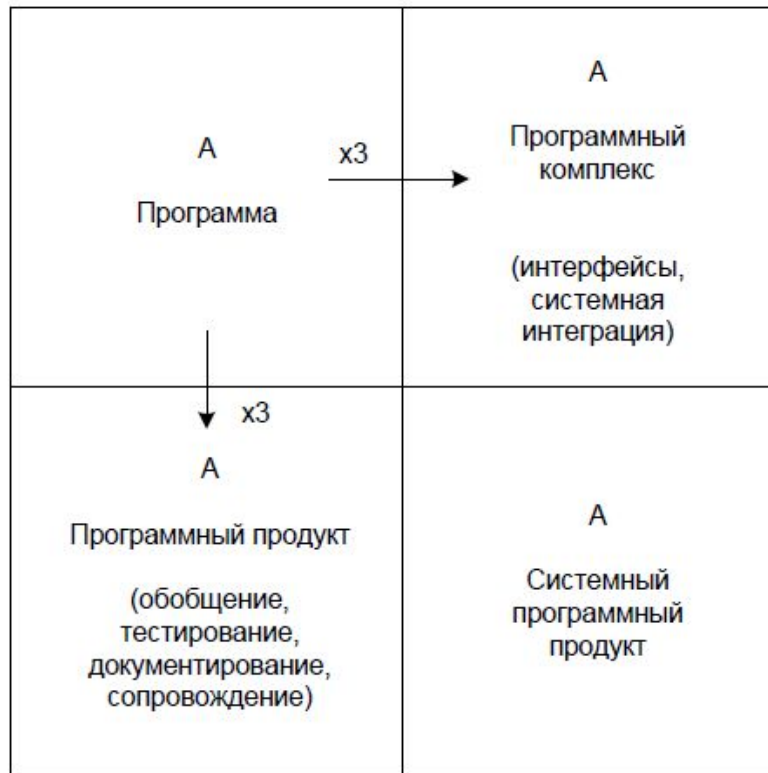 А
Программа
х3
А
Программный
комплекс
(интерфейсы,
системная
интеграция)
х3
А
Программный продукт
(обобщение,
тестирование,
документирование,
сопровождение)
А
Системный
программный
продукт